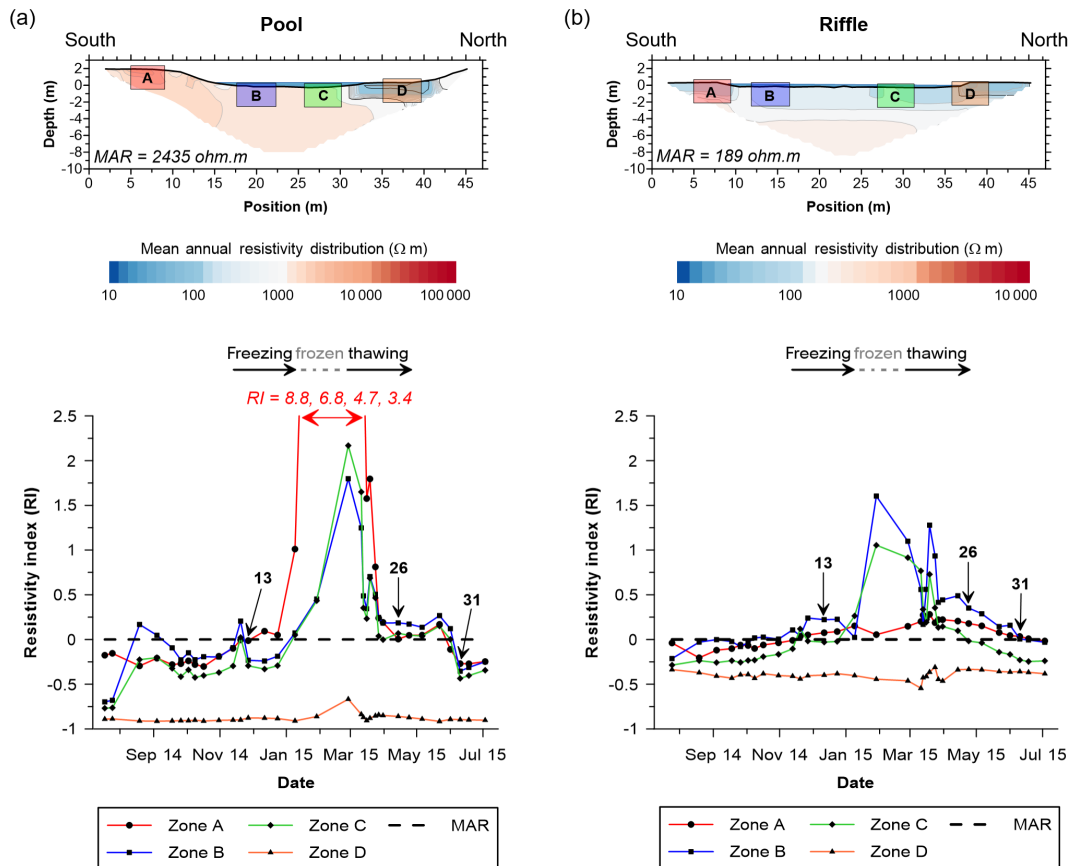 (a)
Pool
South
North
Depth (m)
2
0
-2
-4
-6
-8
-10
A
B
C
D
MAR = 2435 ohm.m
0 5 10 15 20 25 30 35 40 45
Position (m)
Mean annual resistivity distribution (Ω m)
10 100 1000 10 000 100 000
Freezing frozen thawing
RI = 8.8, 6.8, 4.7, 3.4
Resistivity index (RI)
2.5
2
1.5
1
0.5
0
-0.5
-1
13
26
31
Sep 14 Nov 14 Jan 15 Mar 15 May 15 Jul 15
Date
Zone A Zone C MAR
Zone B Zone D
(b)
Riffle
South
North
Depth (m)
2
0
-2
-4
-6
-8
-10
A
B
C
D
MAR = 189 ohm.m
0 5 10 15 20 25 30 35 40 45
Position (m)
Mean annual resistivity distribution (Ω m)
10 100 1000 10 000
Freezing frozen thawing
Resistivity index (RI)
2.5
2
1.5
1
0.5
0
-0.5
-1
13
26
31
Sep 14 Nov 14 Jan 15 Mar 15 May 15 Jul 15
Date
Zone A Zone C MAR
Zone B Zone D